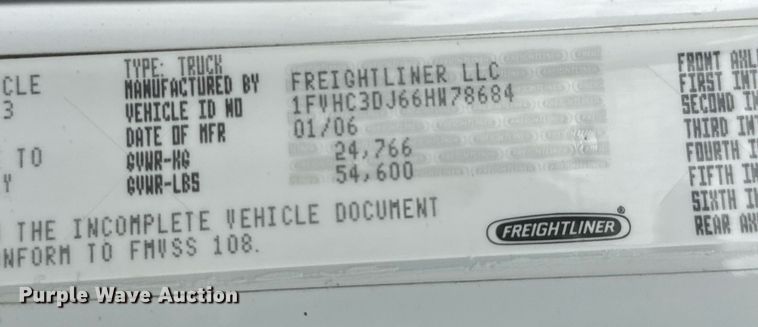 TYPE: TRUCK
CLE MANUFACTURED BY FREIGHTLINER LLC
3 VEHICLE ID NO 1FVHC3DJ66HW78684
DATE OF MFR 01/06
TO GVWR-KG 24,766
Y GVWR-LBS 54,600
THE INCOMPLETE VEHICLE DOCUMENT
NFORM TO FMVSS 108.
FREIGHTLINER®
FRONT AXL
FIRST INT
SECOND IN
THIRD INT
FOURTH I
FIFTH IN
SIXTH I
REAR AX
Purple Wave Auction